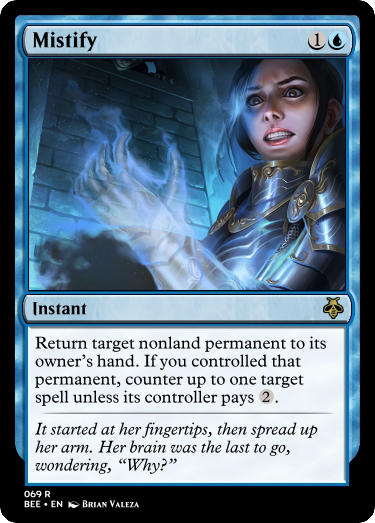 Mistify 1
Instant
Return target nonland permanent to its
owner's hand. If you controlled that
permanent, counter up to one target
spell unless its controller pays 2.
It started at her fingertips, then spread up
her arm. Her brain was the last to go,
wondering, “Why?”
069 R
BEE • EN Brian Valeza